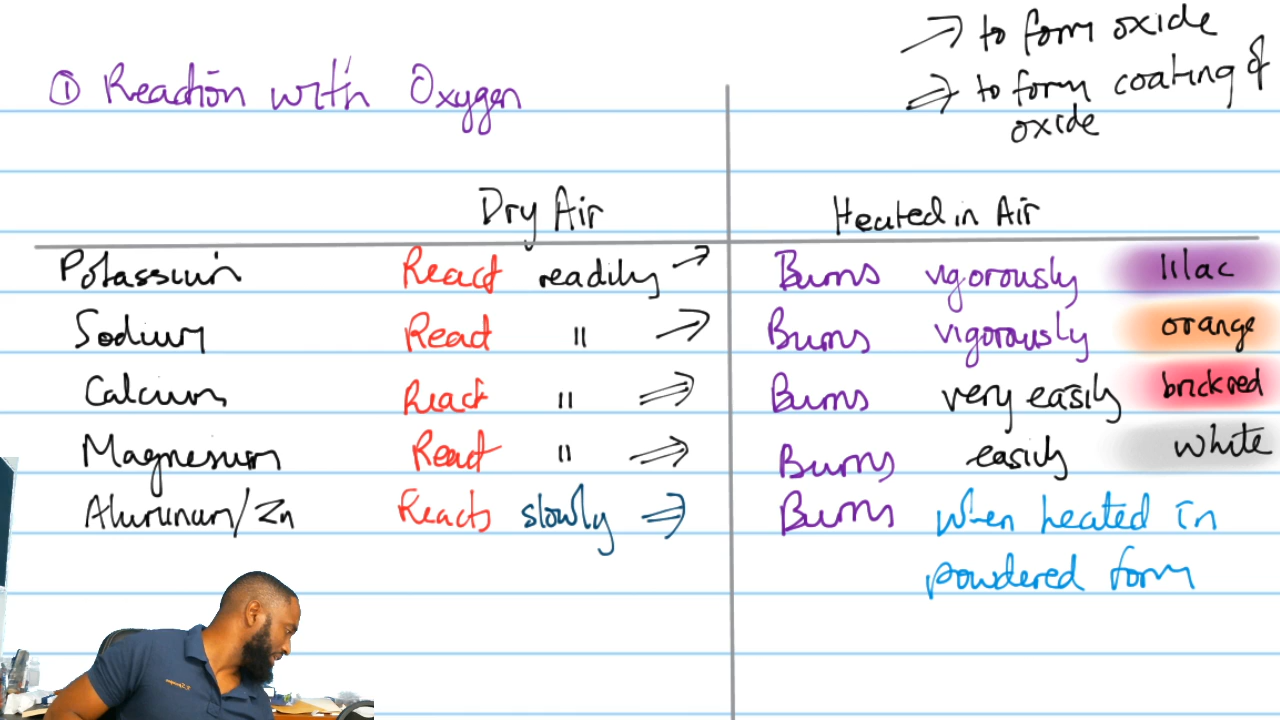 → to form oxide
① Reaction with Oxygen
⇒ to form coating of
oxide
Dry Air Heated in Air
Potassium React readily → Burns vigorously lilac
Sodium React " → Burns vigorously orange
Calcium React " ⇒ Burns very easily brick red
Magnesium React " ⇒ Burns easily white
Aluminum/Zn Reacts slowly ⇒ Burns when heated in
powdered form